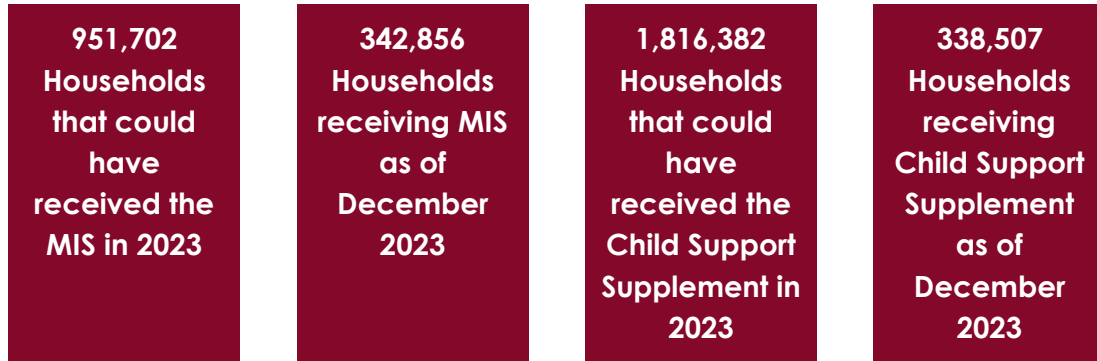 951,702
Households
that could
have
received the
MIS in 2023
342,856
Households
receiving MIS
as of
December
2023
1,816,382
Households
that could
have
received the
Child Support
Supplement in
2023
338,507
Households
receiving
Child Support
Supplement
as of
December
2023